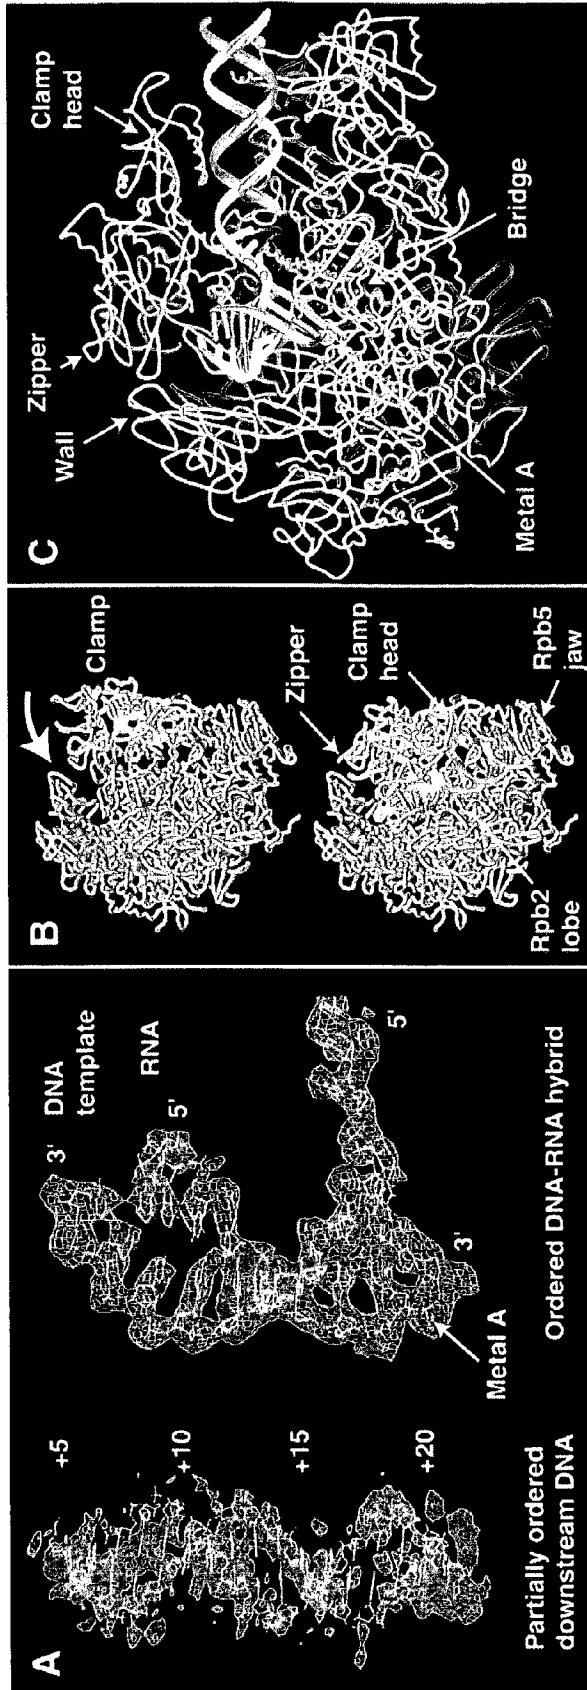 A
+5
+10
+15
+20
Partially ordered
downstream DNA
3'
DNA
template
RNA
5'
5'
3'
Metal A
Ordered DNA-RNA hybrid
B
Clamp
Zipper
Clamp
head
Rpb2
lobe
Rpb5
jaw
C
Wall
Zipper
Clamp
head
Metal A
Bridge